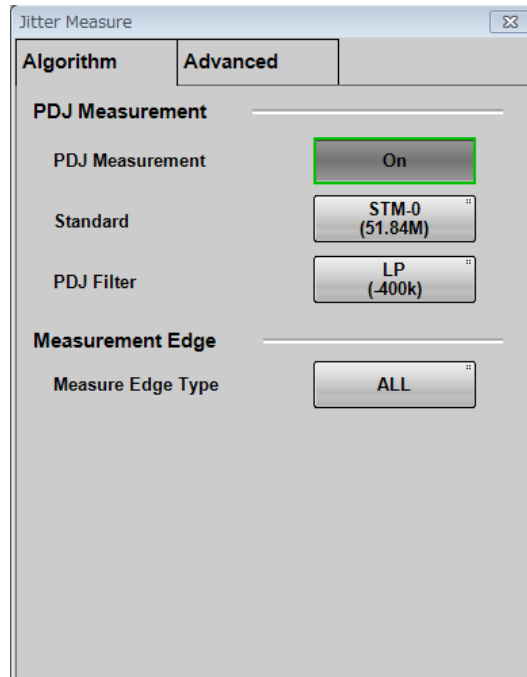 Jitter Measure
Algorithm
Advanced
PDJ Measurement
PDJ Measurement
On
Standard
STM-0
(51.84M)
PDJ Filter
LP
(-400k)
Measurement Edge
Measure Edge Type
ALL